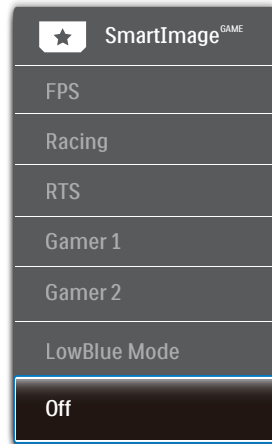 SmartImage GAME
FPS
Racing
RTS
Gamer 1
Gamer 2
LowBlue Mode
Off